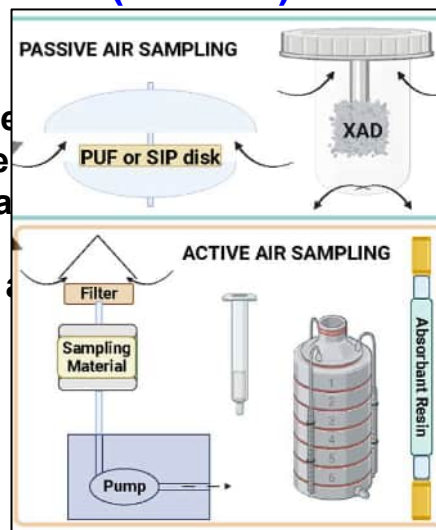 PASSIVE AIR SAMPLING
PUF or SIP disk
XAD
ACTIVE AIR SAMPLING
Filter
Sampling
Material
Pump
1
2
3
4
5
6
Absorbant Resin